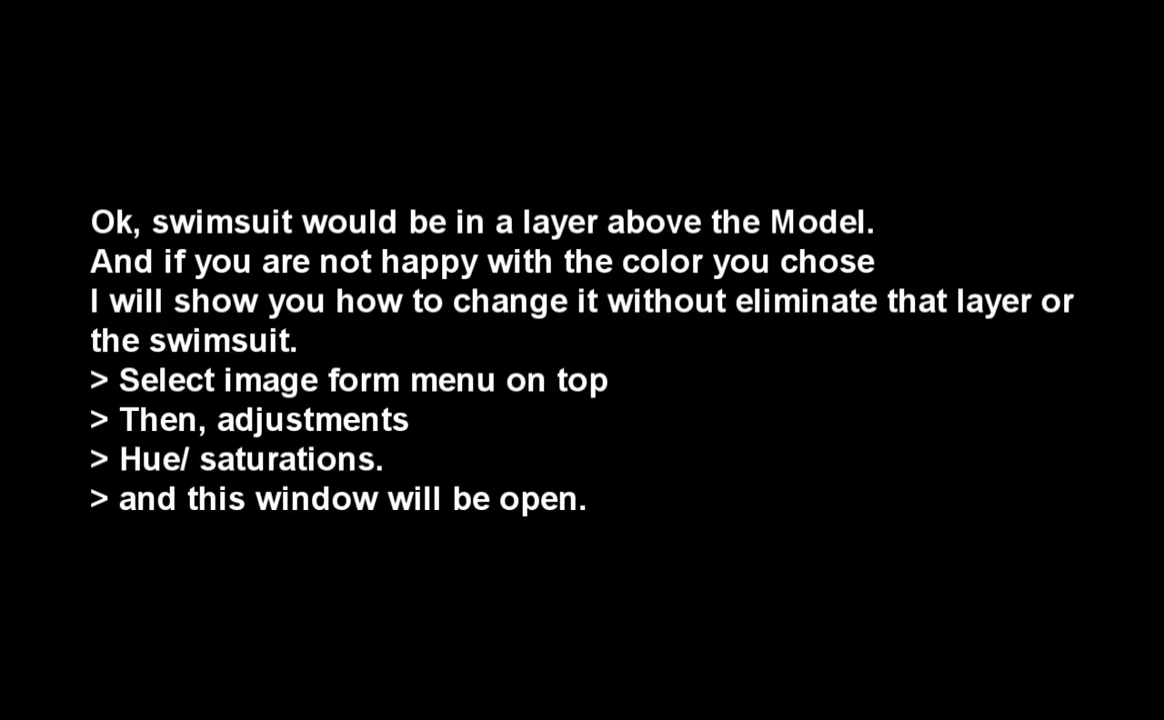 Ok, swimsuit would be in a layer above the Model.
And if you are not happy with the color you chose
I will show you how to change it without eliminate that layer or
the swimsuit.
> Select image form menu on top
> Then, adjustments
> Hue/ saturations.
> and this window will be open.